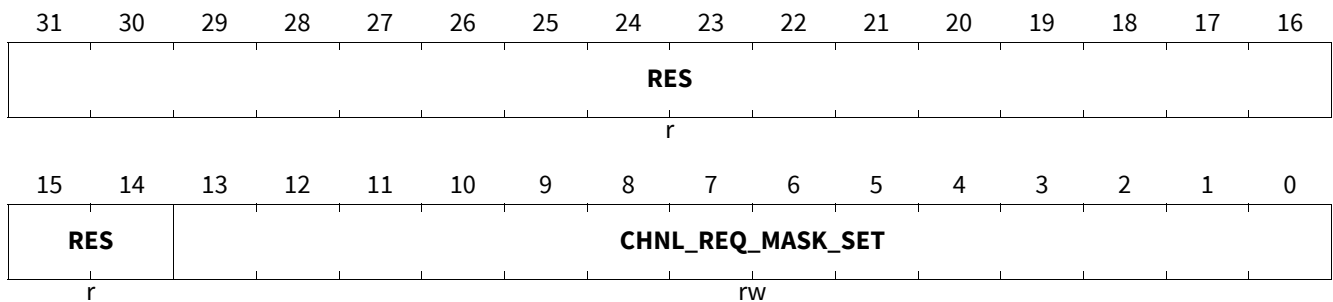 31 30 29 28 27 26 25 24 23 22 21 20 19 18 17 16
RES
r
15 14 13 12 11 10 9 8 7 6 5 4 3 2 1 0
RES CHNL_REQ_MASK_SET
r rw